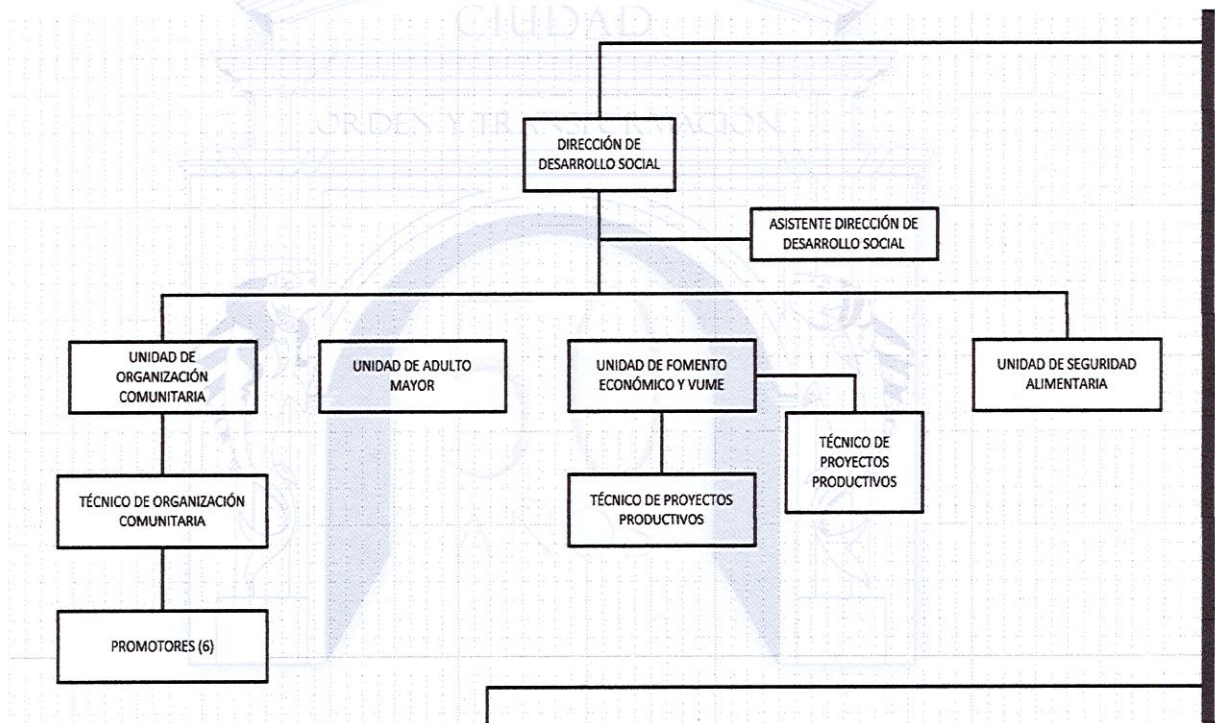 CIUDAD
ORDEN Y TRANSFORMACIÓN
DIRECCIÓN DE
DESARROLLO SOCIAL
ASISTENTE DIRECCIÓN DE
DESARROLLO SOCIAL
UNIDAD DE
ORGANIZACIÓN
COMUNITARIA
UNIDAD DE ADULTO
MAYOR
UNIDAD DE FOMENTO
ECONÓMICO Y VUME
UNIDAD DE SEGURIDAD
ALIMENTARIA
TÉCNICO DE
PROYECTOS
PRODUCTIVOS
TÉCNICO DE ORGANIZACIÓN
COMUNITARIA
TÉCNICO DE PROYECTOS
PRODUCTIVOS
PROMOTORES (6)